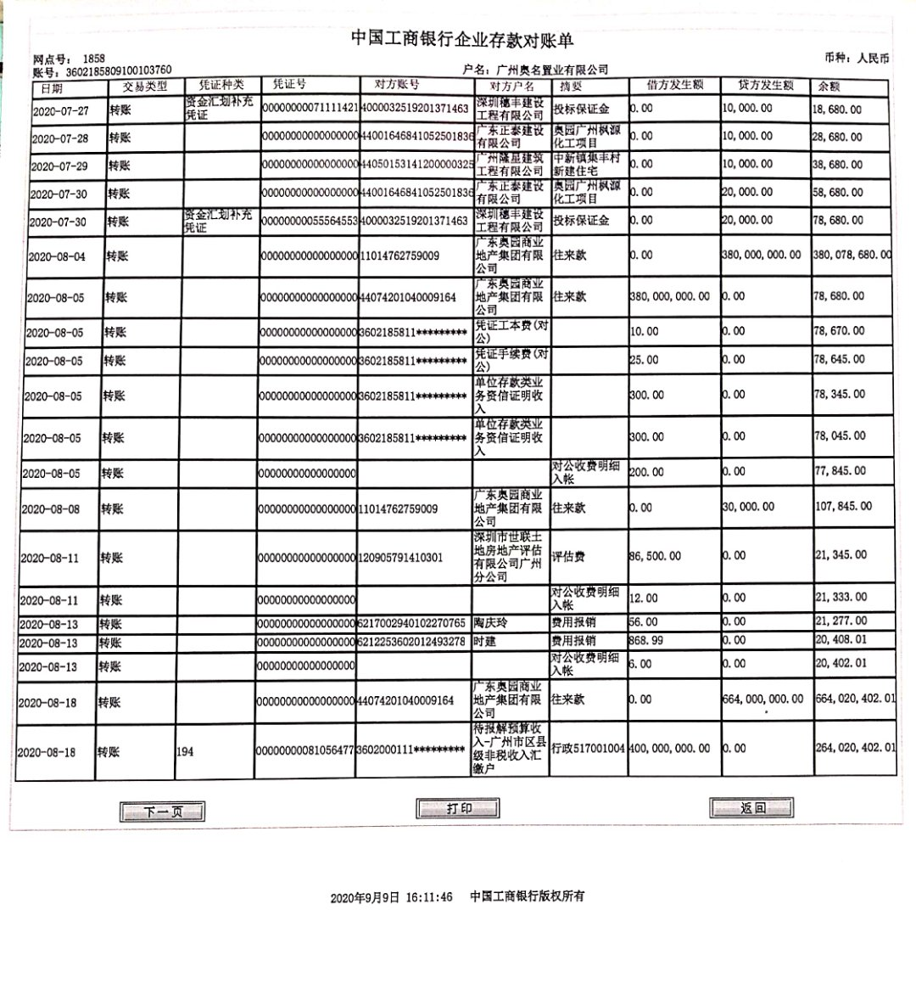 中国工商银行企业存款对账单
网点号： 1858
币种：人民币
账号：3602185809100103760
户名：广州奥名置业有限公司
日期 交易类型 凭证种类 凭证号 对方账号 对方户名 摘要 借方发生额 贷方发生额 余额
2020-07-27 转账 资金汇划补充凭证 00000000071111421 4000032519201371463 深圳穗丰建设工程有限公司 投标保证金 0.00 10,000.00 18,680.00
2020-07-28 转账 00000000000000000 44001646841052501836 广东正泰建设有限公司 奥园广州枫源化工项目 0.00 10,000.00 28,680.00
2020-07-29 转账 00000000000000000 44050153141200000325 广州隆星建筑工程有限公司 中新镇集丰村新建住宅 0.00 10,000.00 38,680.00
2020-07-30 转账 00000000000000000 44001646841052501836 广东正泰建设有限公司 奥园广州枫源化工项目 0.00 20,000.00 58,680.00
2020-07-30 转账 资金汇划补充凭证 00000000055564553 4000032519201371463 深圳穗丰建设工程有限公司 投标保证金 0.00 20,000.00 78,680.00
2020-08-04 转账 00000000000000000 11014762759009 广东奥园商业地产集团有限公司 往来款 0.00 380,000,000.00 380,078,680.00
2020-08-05 转账 00000000000000000 44074201040009164 广东奥园商业地产集团有限公司 往来款 380,000,000.00 0.00 78,680.00
2020-08-05 转账 00000000000000000 3602185811********* 凭证工本费(对公) 10.00 0.00 78,670.00
2020-08-05 转账 00000000000000000 3602185811********* 凭证手续费(对公) 25.00 0.00 78,645.00
2020-08-05 转账 00000000000000000 3602185811********* 单位存款类业务资信证明收入 300.00 0.00 78,345.00
2020-08-05 转账 00000000000000000 3602185811********* 单位存款类业务资信证明收入 300.00 0.00 78,045.00
2020-08-05 转账 00000000000000000 对公收费明细入帐 200.00 0.00 77,845.00
2020-08-08 转账 00000000000000000 11014762759009 广东奥园商业地产集团有限公司 往来款 0.00 30,000.00 107,845.00
2020-08-11 转账 00000000000000000 120905791410301 深圳市世联土地房地产评估有限公司广州分公司 评估费 86,500.00 0.00 21,345.00
2020-08-11 转账 00000000000000000 对公收费明细入帐 12.00 0.00 21,333.00
2020-08-13 转账 00000000000000000 6217002940102270765 陶庆玲 费用报销 56.00 0.00 21,277.00
2020-08-13 转账 00000000000000000 6212253602012493278 时建 费用报销 868.99 0.00 20,408.01
2020-08-13 转账 00000000000000000 对公收费明细入帐 6.00 0.00 20,402.01
2020-08-18 转账 00000000000000000 44074201040009164 广东奥园商业地产集团有限公司 往来款 0.00 664,000,000.00 664,020,402.01
2020-08-18 转账 194 00000000081056477 3602000111********* 待报解预算收入-广州市区县级非税收入汇缴户 行政517001004 400,000,000.00 0.00 264,020,402.01
下一页 打印 返回
2020年9月9日 16:11:46 中国工商银行版权所有